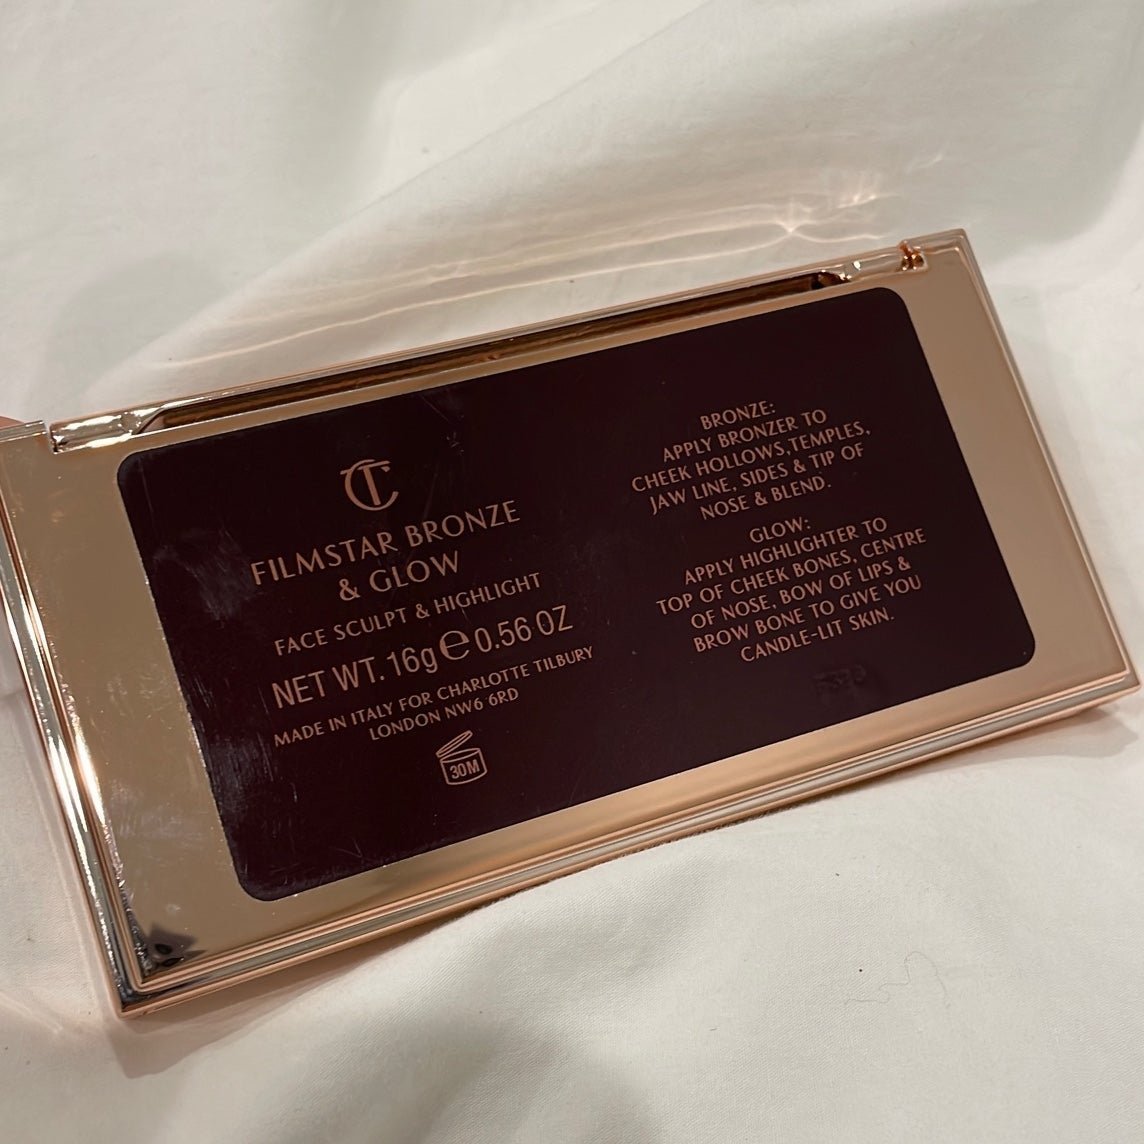 CT
FILMSTAR BRONZE
& GLOW
FACE SCULPT & HIGHLIGHT
NET WT. 16g e 0.56 OZ
MADE IN ITALY FOR CHARLOTTE TILBURY
LONDON NW6 6RD
30M
BRONZE:
APPLY BRONZER TO
CHEEK HOLLOWS,TEMPLES,
JAW LINE, SIDES & TIP OF
NOSE & BLEND.
GLOW:
APPLY HIGHLIGHTER TO
TOP OF CHEEK BONES, CENTRE
OF NOSE, BOW OF LIPS &
BROW BONE TO GIVE YOU
CANDLE-LIT SKIN.